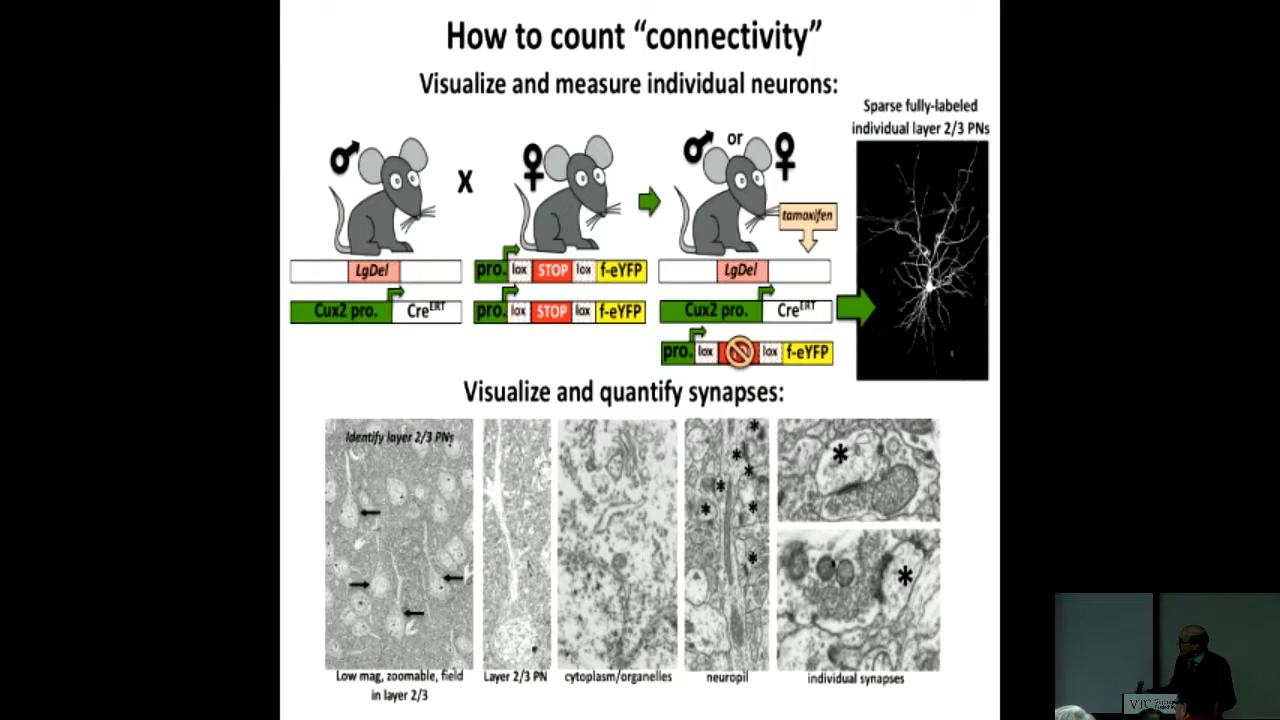 How to count “connectivity”
Visualize and measure individual neurons:
Sparse fully-labeled
individual layer 2/3 PNs
♂ X ♀ ♂ or ♀
tamoxifen
LgDel
Cux2 pro. Cre^ERT
pro. lox STOP lox f-eYFP
pro. lox STOP lox f-eYFP
LgDel
Cux2 pro. Cre^ERT
pro. lox lox f-eYFP
Visualize and quantify synapses:
Identify layer 2/3 PNs
Low mag, zoomable, field
in layer 2/3
Layer 2/3 PN
cytoplasm/organelles
neuropil
individual synapses
VTC